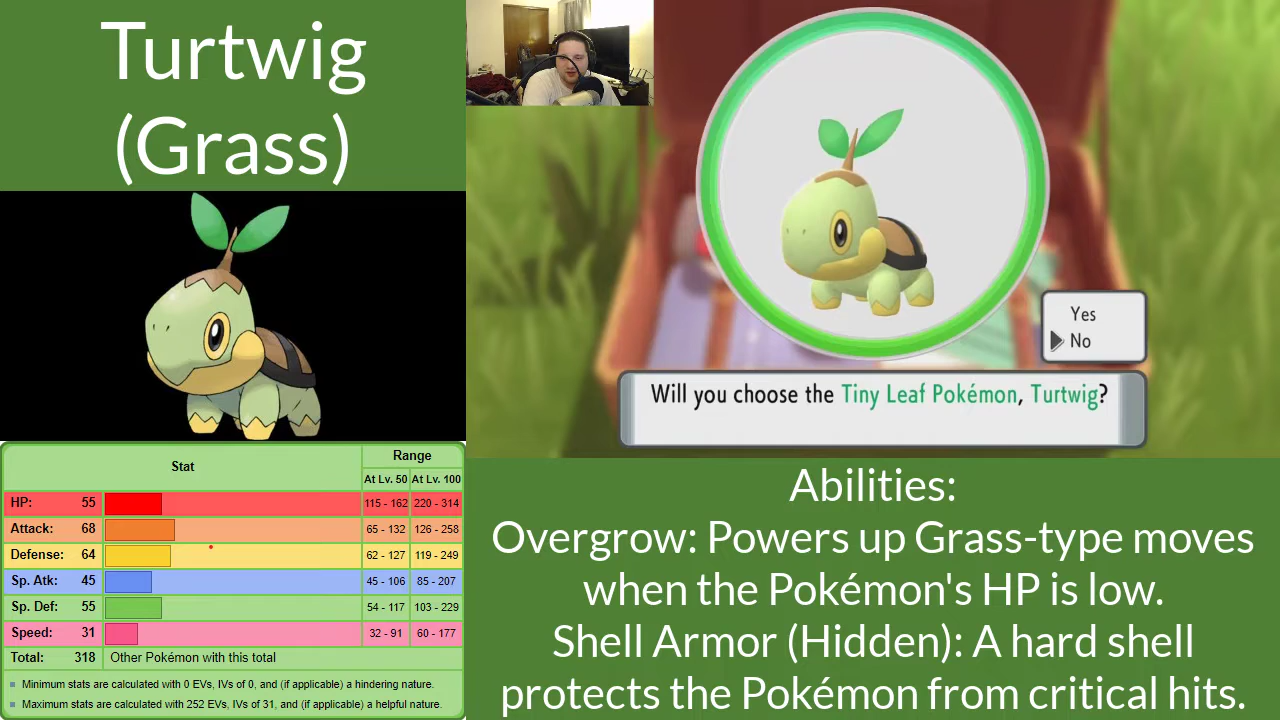 Turtwig
(Grass)
Yes
No
Will you choose the Tiny Leaf Pokémon, Turtwig?
Stat
Range
At Lv. 50 At Lv. 100
HP: 55 115 - 162 220 - 314
Attack: 68 65 - 132 126 - 258
Defense: 64 62 - 127 119 - 249
Sp. Atk: 45 45 - 106 85 - 207
Sp. Def: 55 54 - 117 103 - 229
Speed: 31 32 - 91 60 - 177
Total: 318 Other Pokémon with this total
Minimum stats are calculated with 0 EVs, IVs of 0, and (if applicable) a hindering nature.
Maximum stats are calculated with 252 EVs, IVs of 31, and (if applicable) a helpful nature.
Abilities:
Overgrow: Powers up Grass-type moves
when the Pokémon's HP is low.
Shell Armor (Hidden): A hard shell
protects the Pokémon from critical hits.